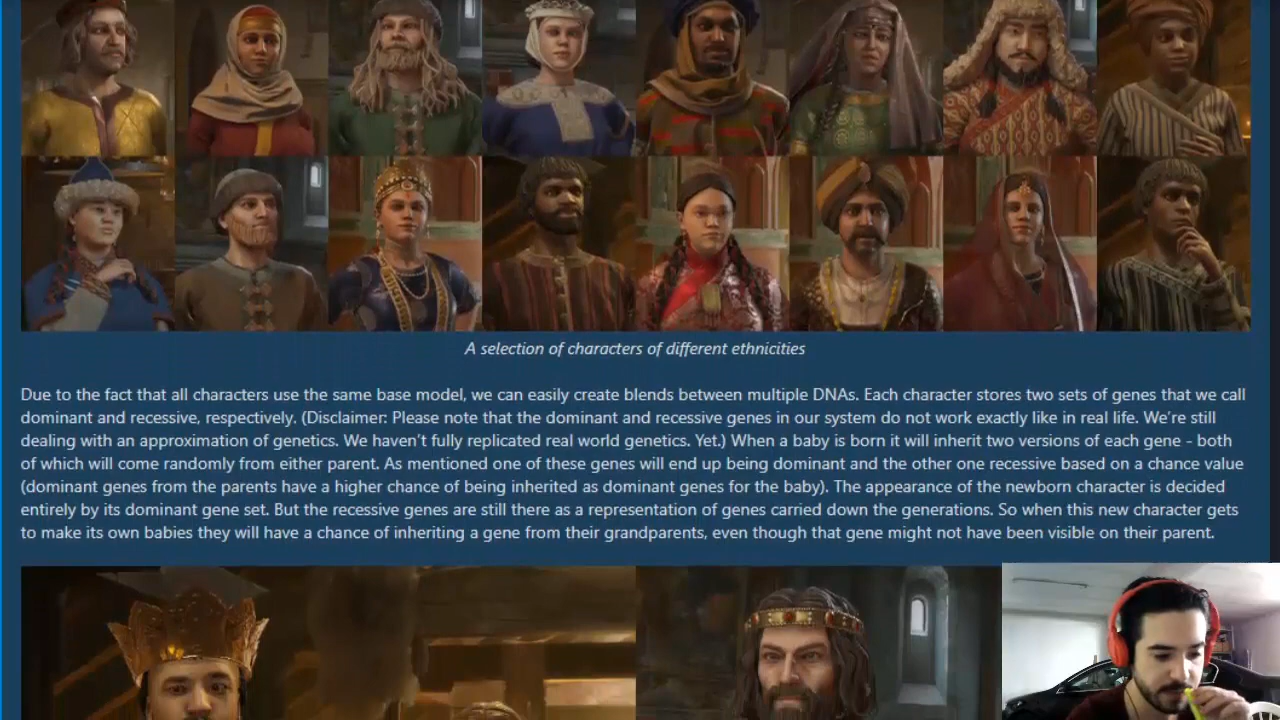 A selection of characters of different ethnicities
Due to the fact that all characters use the same base model, we can easily create blends between multiple DNAs. Each character stores two sets of genes that we call
dominant and recessive, respectively. (Disclaimer: Please note that the dominant and recessive genes in our system do not work exactly like in real life. We're still
dealing with an approximation of genetics. We haven't fully replicated real world genetics. Yet.) When a baby is born it will inherit two versions of each gene - both
of which will come randomly from either parent. As mentioned one of these genes will end up being dominant and the other one recessive based on a chance value
(dominant genes from the parents have a higher chance of being inherited as dominant genes for the baby). The appearance of the newborn character is decided
entirely by its dominant gene set. But the recessive genes are still there as a representation of genes carried down the generations. So when this new character gets
to make its own babies they will have a chance of inheriting a gene from their grandparents, even though that gene might not have been visible on their parent.